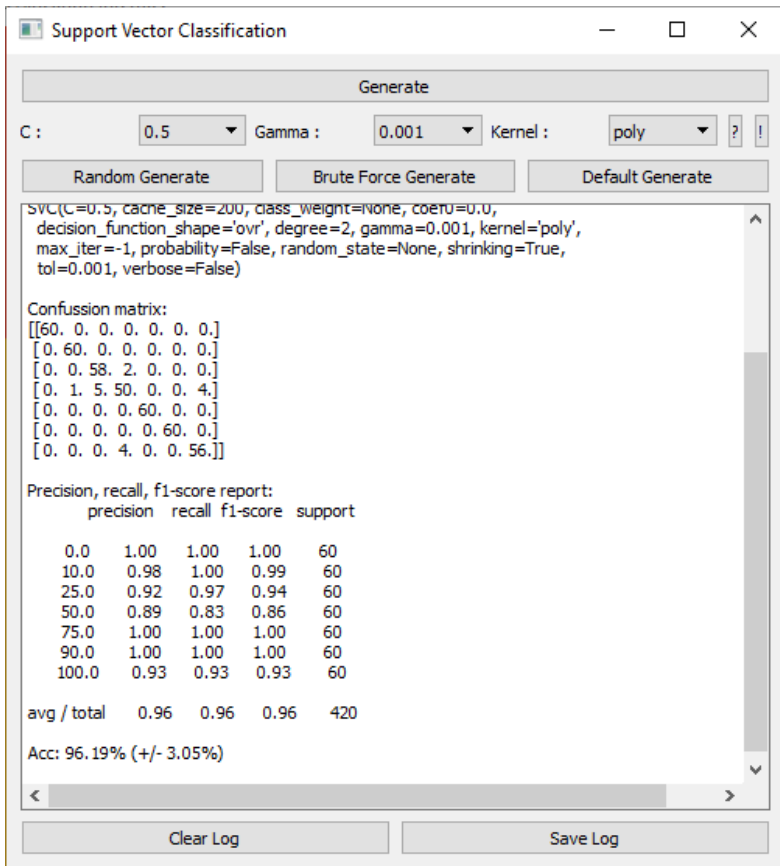 Support Vector Classification
Generate
C : 0.5 Gamma : 0.001 Kernel : poly ? !
Random Generate Brute Force Generate Default Generate
SVC(C=0.5, cache_size=200, class_weight=None, coef0=0.0,
decision_function_shape='ovr', degree=2, gamma=0.001, kernel='poly',
max_iter=-1, probability=False, random_state=None, shrinking=True,
tol=0.001, verbose=False)
Confussion matrix:
[[60. 0. 0. 0. 0. 0. 0.]
[ 0. 60. 0. 0. 0. 0. 0.]
[ 0. 0. 58. 2. 0. 0. 0.]
[ 0. 1. 5. 50. 0. 0. 4.]
[ 0. 0. 0. 0. 60. 0. 0.]
[ 0. 0. 0. 0. 0. 60. 0.]
[ 0. 0. 0. 4. 0. 0. 56.]]
Precision, recall, f1-score report:
precision recall f1-score support
0.0 1.00 1.00 1.00 60
10.0 0.98 1.00 0.99 60
25.0 0.92 0.97 0.94 60
50.0 0.89 0.83 0.86 60
75.0 1.00 1.00 1.00 60
90.0 1.00 1.00 1.00 60
100.0 0.93 0.93 0.93 60
avg / total 0.96 0.96 0.96 420
Acc: 96.19% (+/- 3.05%)
Clear Log Save Log